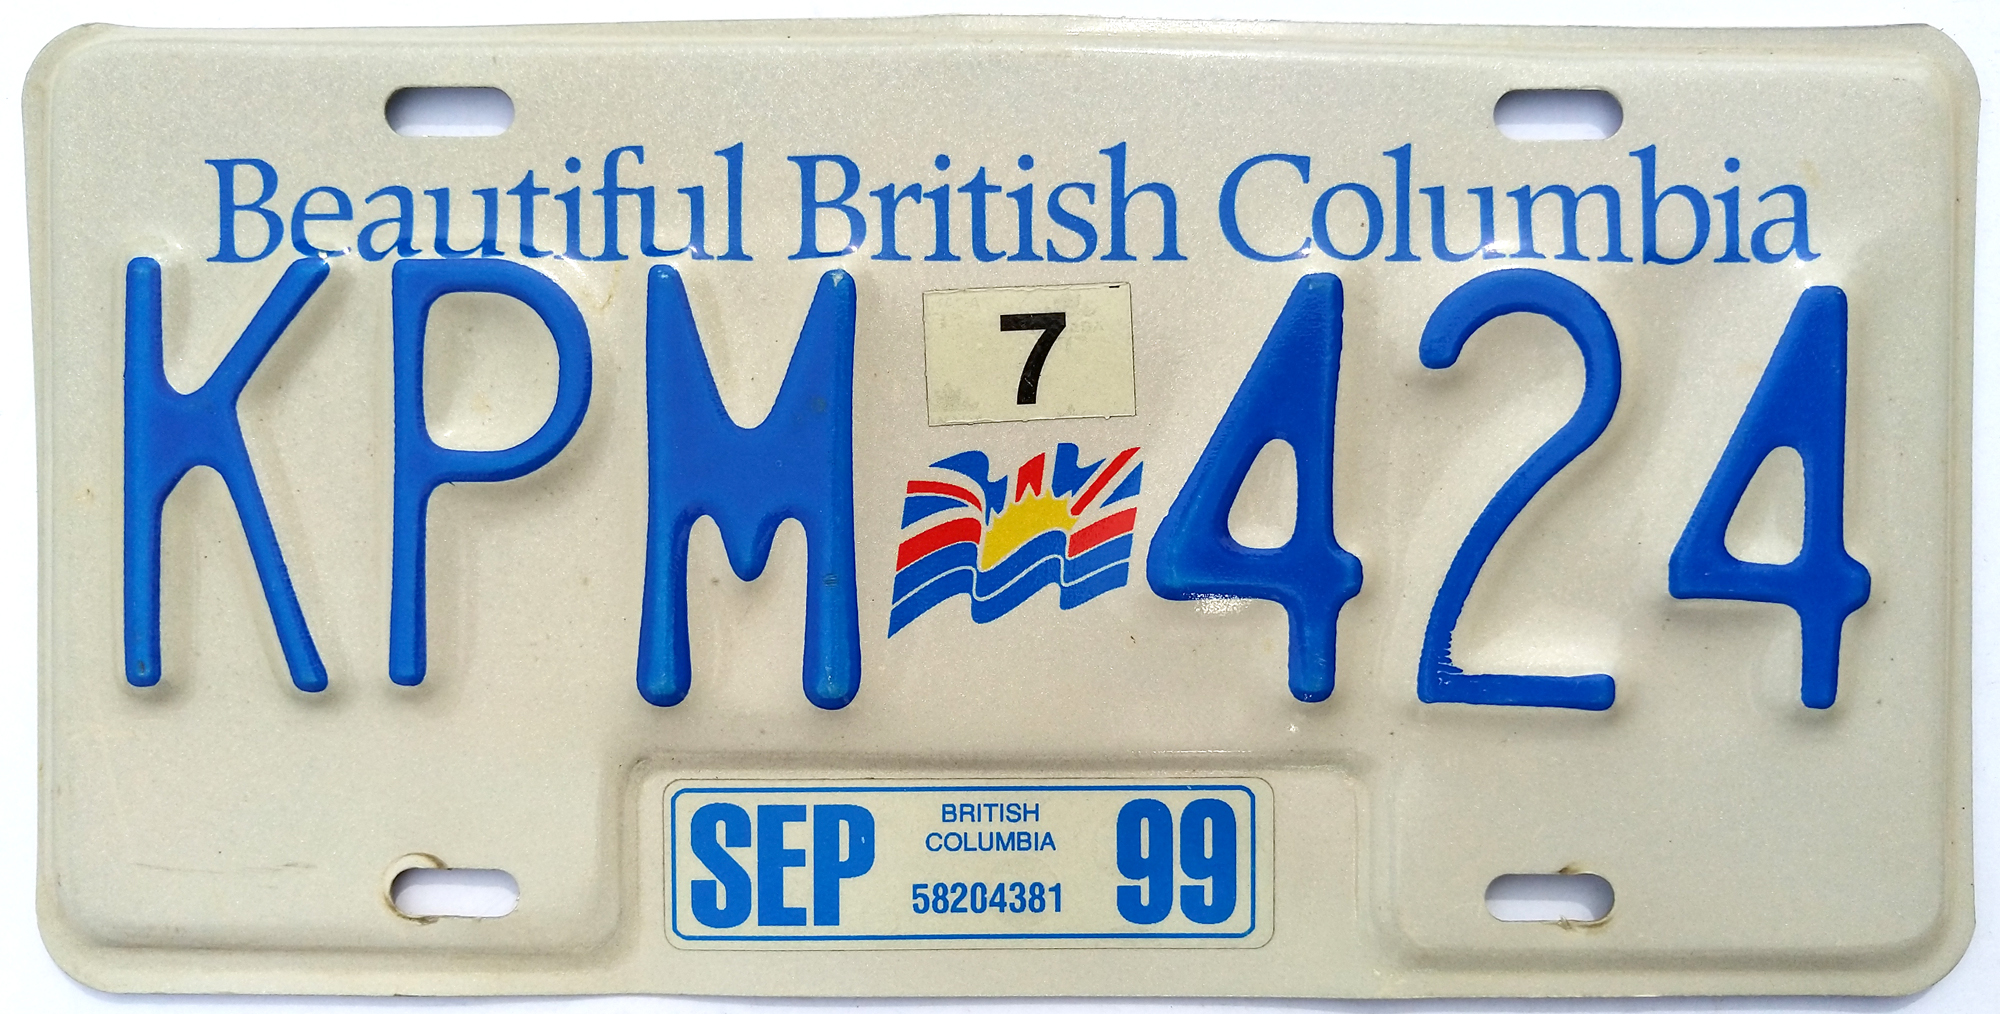 Beautiful British Columbia
KPM 424
7
SEP BRITISH COLUMBIA 99
58204381